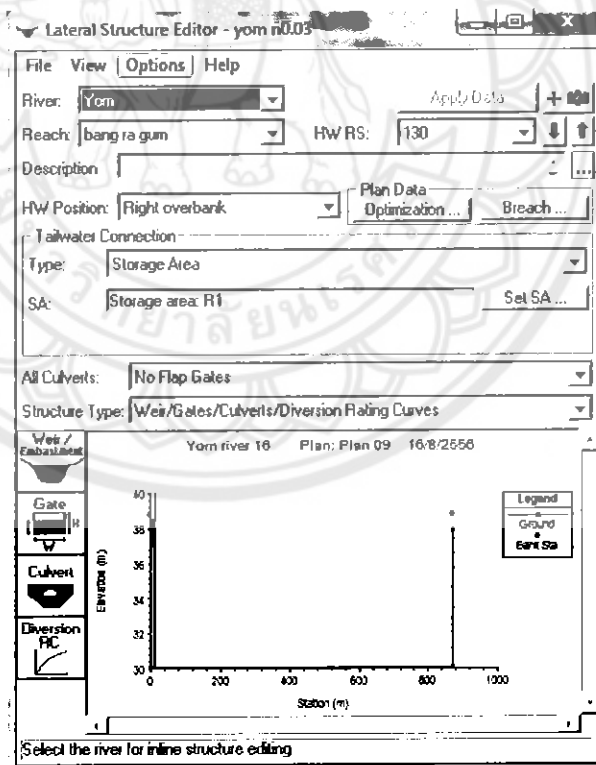 Lateral Structure Editor - yom n0.03
File View Options Help
River: Yom Apply Data
Reach: bang ra gum HW RS: 130
Description ...
HW Position: Right overbank Plan Data Optimization ... Breach ...
Tailwater Connection
Type: Storage Area
SA: Storage area: R1 Set SA ...
All Culverts: No Flap Gates
Structure Type: Weir/Gates/Culverts/Diversion Rating Curves
Weir / Embankment
Gate
H
W
Culvert
Diversion RC
Yom river 16 Plan: Plan 09 16/8/2556
Legend
Ground
Bank Sta
Elevation (m)
40
38
36
34
32
30
0 200 400 600 800 1000
Station (m)
Select the river for inline structure editing